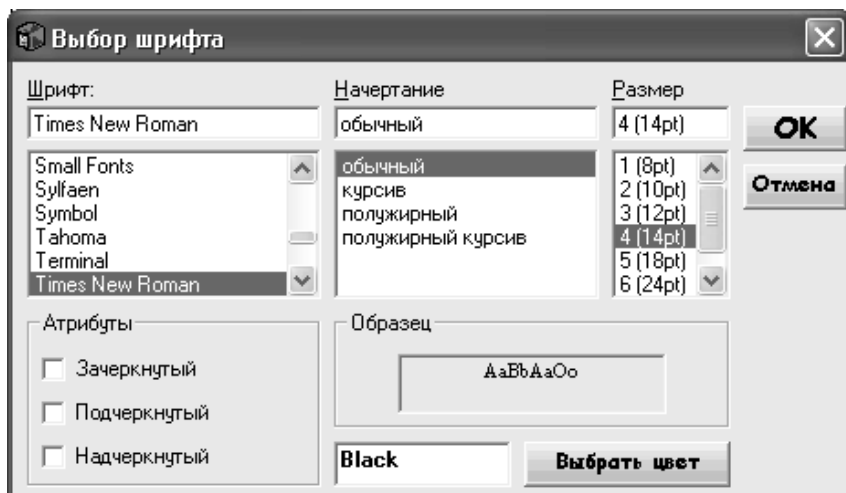 Выбор шрифта
Шрифт:
Times New Roman
Small Fonts
Sylfaen
Symbol
Tahoma
Terminal
Times New Roman
Начертание
обычный
обычный
курсив
полужирный
полужирный курсив
Размер
4 (14pt)
1 (8pt)
2 (10pt)
3 (12pt)
4 (14pt)
5 (18pt)
6 (24pt)
OK
Отмена
Атрибуты
Зачеркнутый
Подчеркнутый
Надчеркнутый
Образец
AaBbAaOo
Black
Выбрать цвет